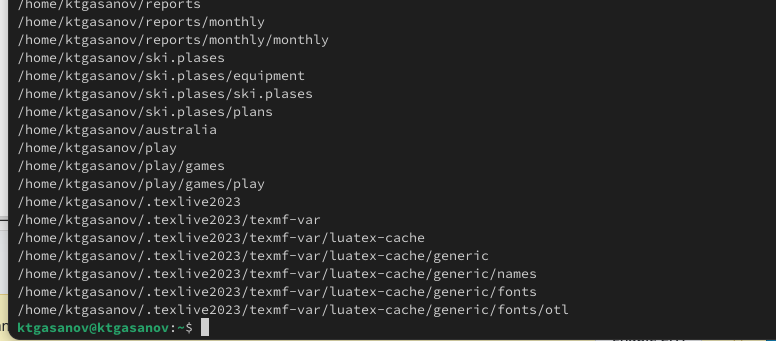 /home/ktgasanov/reports
/home/ktgasanov/reports/monthly
/home/ktgasanov/reports/monthly/monthly
/home/ktgasanov/ski.plases
/home/ktgasanov/ski.plases/equipment
/home/ktgasanov/ski.plases/ski.plases
/home/ktgasanov/ski.plases/plans
/home/ktgasanov/australia
/home/ktgasanov/play
/home/ktgasanov/play/games
/home/ktgasanov/play/games/play
/home/ktgasanov/.texlive2023
/home/ktgasanov/.texlive2023/texmf-var
/home/ktgasanov/.texlive2023/texmf-var/luatex-cache
/home/ktgasanov/.texlive2023/texmf-var/luatex-cache/generic
/home/ktgasanov/.texlive2023/texmf-var/luatex-cache/generic/names
/home/ktgasanov/.texlive2023/texmf-var/luatex-cache/generic/fonts
/home/ktgasanov/.texlive2023/texmf-var/luatex-cache/generic/fonts/otl
ktgasanov@ktgasanov:~$